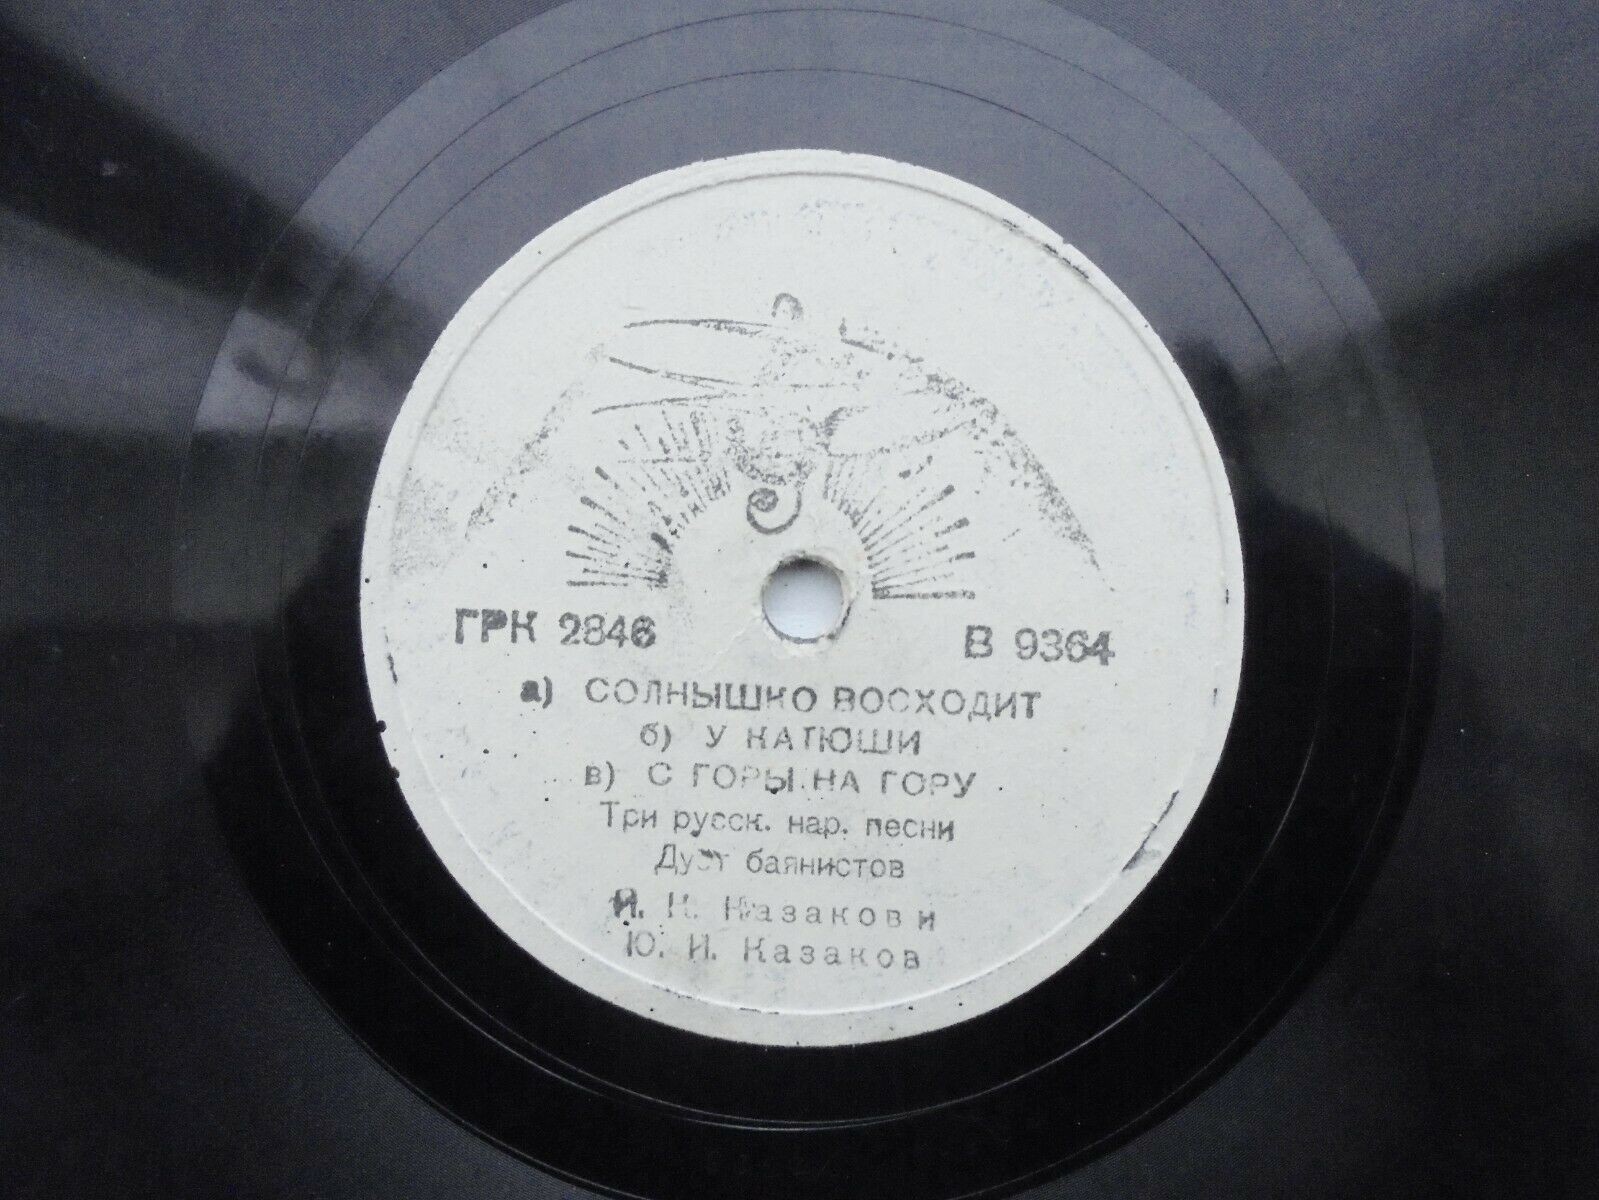 ГРК 2846 В 9364
а) СОЛНЫШКО ВОСХОДИТ
б) У КАТЮШИ
в) С ГОРЫ НА ГОРУ
Три русск. нар. песни
Дуэт баянистов
И. К. Казаков и
Ю. И. Казаков